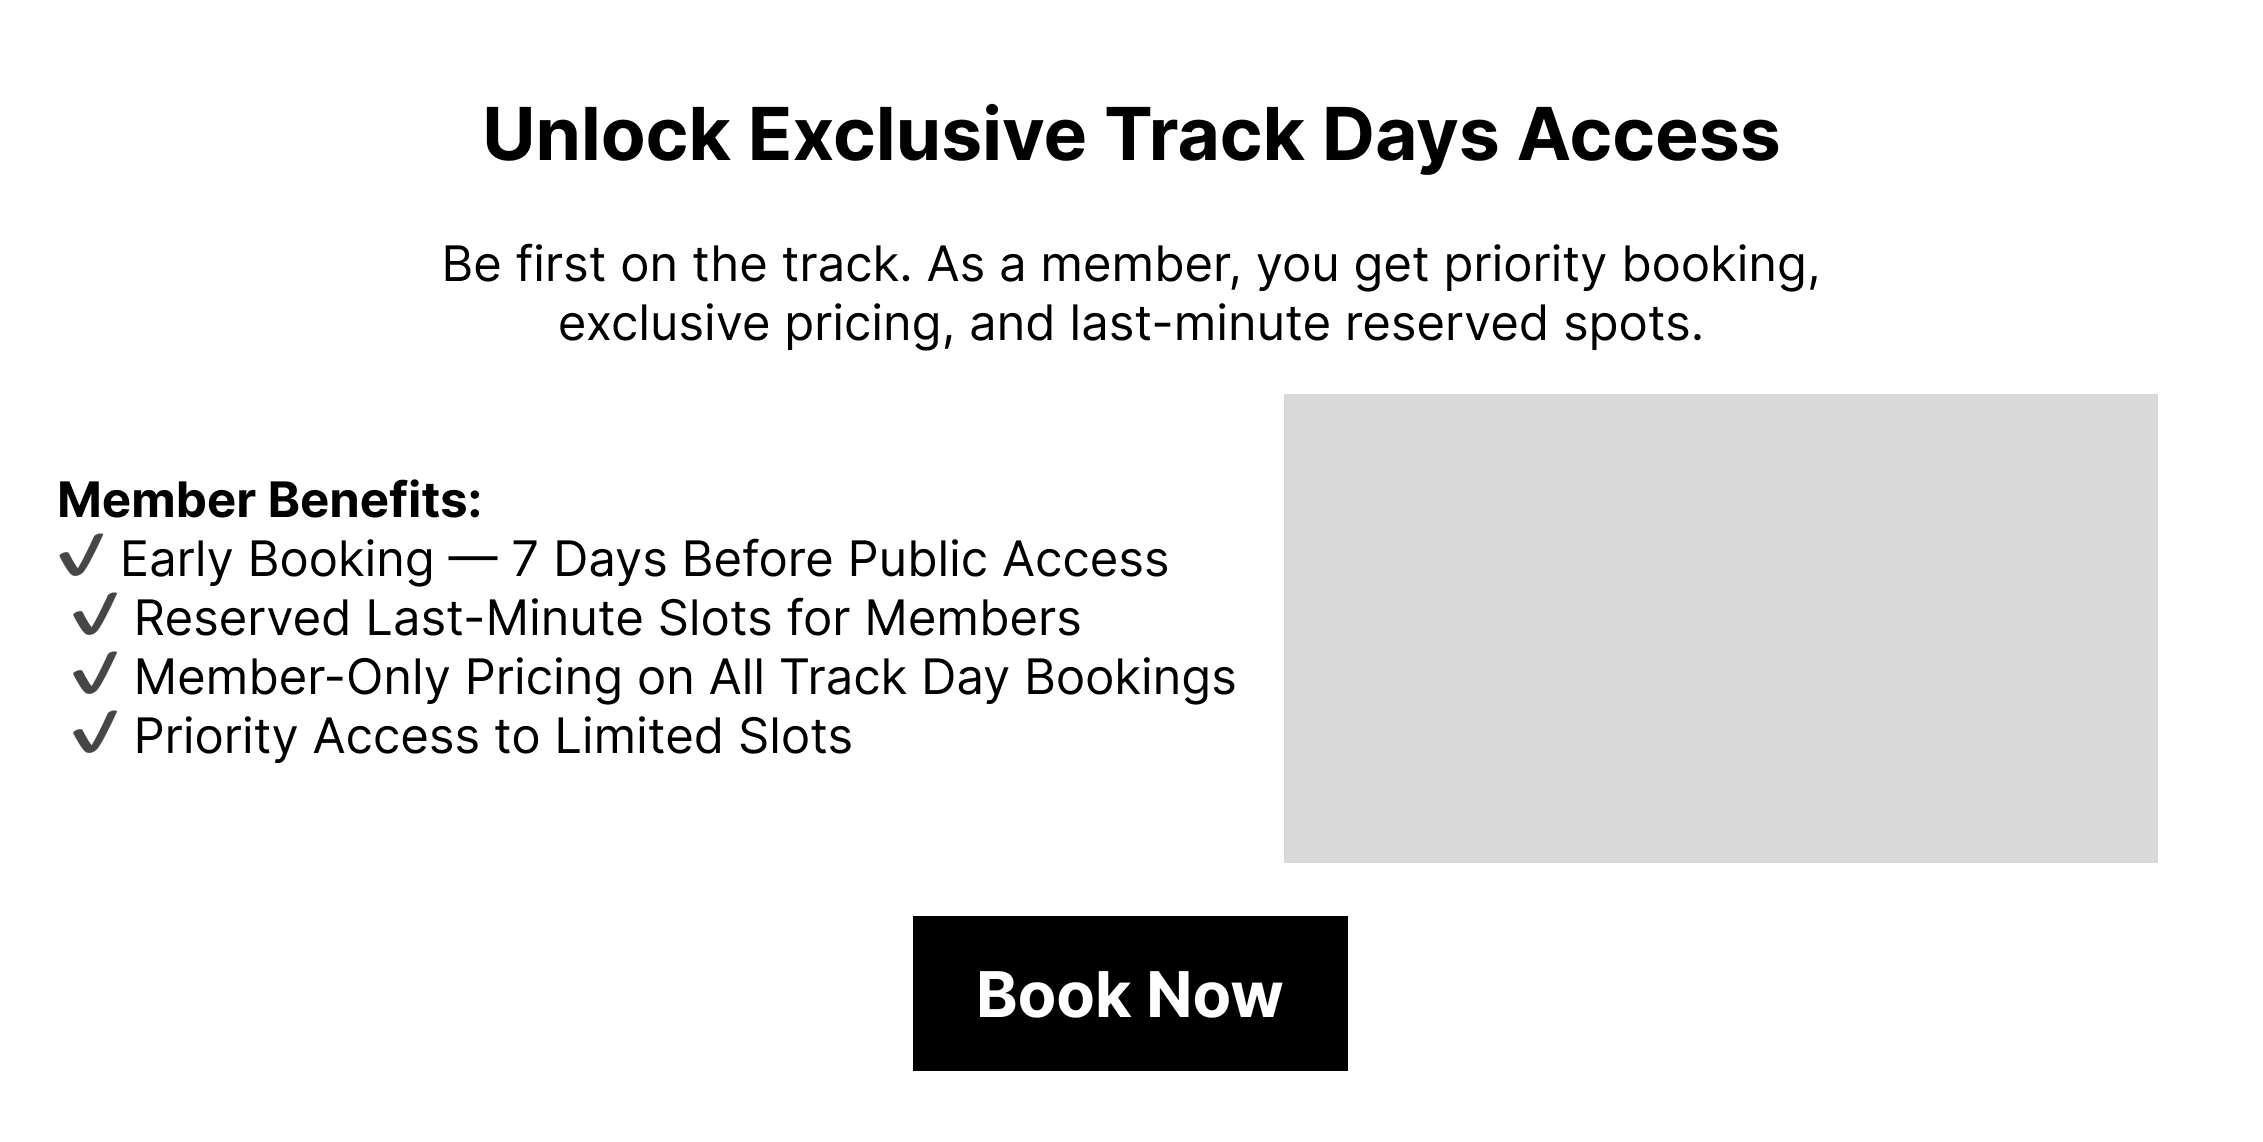 Unlock Exclusive Track Days Access
Be first on the track. As a member, you get priority booking,
exclusive pricing, and last-minute reserved spots.
Member Benefits:
✔ Early Booking — 7 Days Before Public Access
✔ Reserved Last-Minute Slots for Members
✔ Member-Only Pricing on All Track Day Bookings
✔ Priority Access to Limited Slots
Book Now